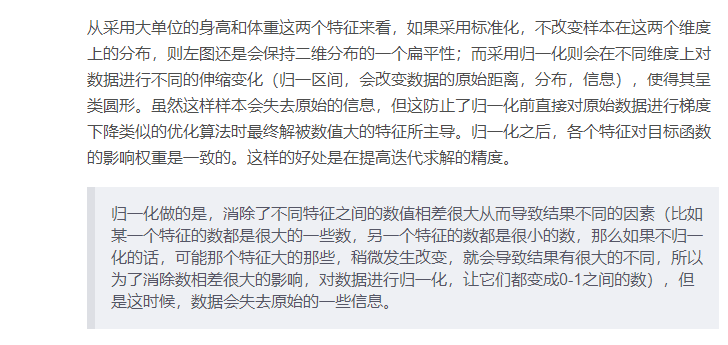 从采用大单位的身高和体重这两个特征来看，如果采用标准化，不改变样本在这两个维度
上的分布，则左图还是会保持二维分布的一个扁平性；而采用归一化则会在不同维度上对
数据进行不同的伸缩变化（归一区间，会改变数据的原始距离，分布，信息），使得其呈
类圆形。虽然这样样本会失去原始的信息，但这防止了归一化前直接对原始数据进行梯度
下降类似的优化算法时最终解被数值大的特征所主导。归一化之后，各个特征对目标函数
的影响权重是一致的。这样的好处是在提高迭代求解的精度。
归一化做的是，消除了不同特征之间的数值相差很大从而导致结果不同的因素（比如
某一个特征的数都是很大的一些数，另一个特征的数都是很小的数，那么如果不归一
化的话，可能那个特征大的那些，稍微发生改变，就会导致结果有很大的不同，所以
为了消除数相差很大的影响，对数据进行归一化，让它们都变成0-1之间的数），但
是这时候，数据会失去原始的一些信息。